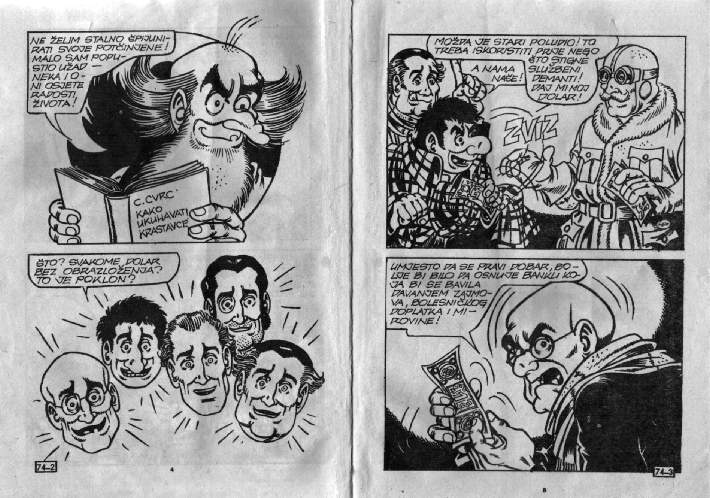 NE ŽELIM STALNO ŠPIJUNI-
RATI SVOJE POTČINJENE!
MALO SAM POPU-
STIO UZDE -
NEKA I O-
NI OSJETE
RADOSTI
ŽIVOTA!
C. CVRC:
KAKO
UKUHAVATI
KRASTAVCE
ŠTO? SVAKOME DOLAR
BEZ OBRAZLOŽENJA?
TO JE POKLON?
74-2
4
MOŽDA JE STARI POLUDIO! TO
TREBA ISKORISTITI PRIJE NEGO
ŠTO STIGNE
SLUŽBENI
DEMANTI!
DAJ MI MOJ
DOLAR!
A NAMA
NAŠE!
ZVIZ
UMJESTO DA SE PRAVI DOBAR, BO-
LJE BI BILO DA OSNUJE BANKU KO-
JA BI SE BAVILA
DAVANJEM ZAJMO-
VA, BOLESNIČKOG
DOPLATKA I MI-
ROVINE!
74-3